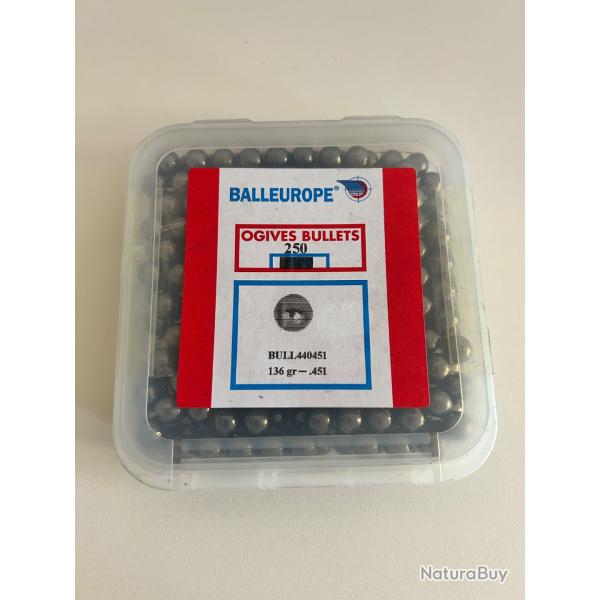 BALLEUROPE®
OGIVES BULLETS
250
BULL440451
136 gr — .451
NaturaBuy